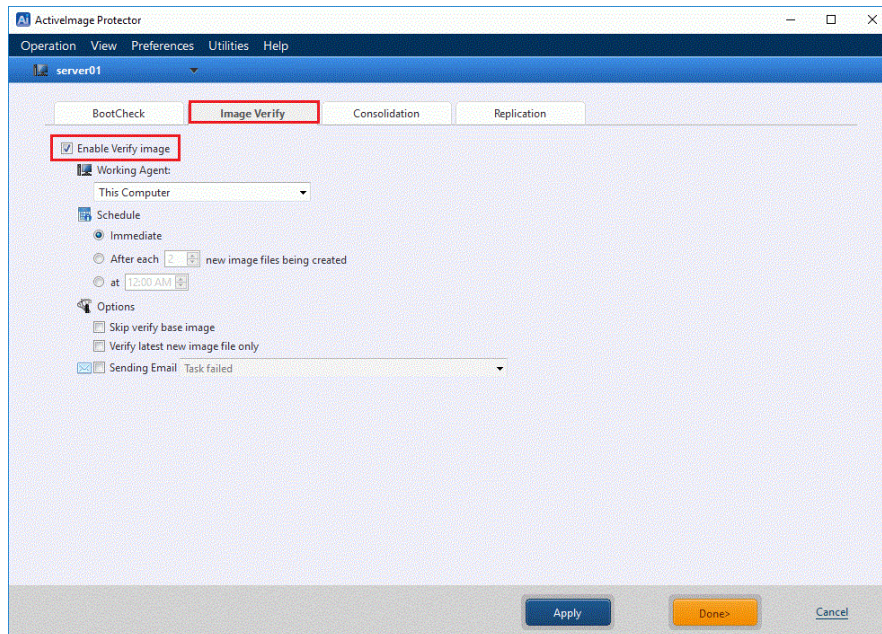 Ai ActiveImage Protector
Operation View Preferences Utilities Help
server01
BootCheck Image Verify Consolidation Replication
Enable Verify image
Working Agent:
This Computer
Schedule
Immediate
After each 2 new image files being created
at 12:00 AM
Options
Skip verify base image
Verify latest new image file only
Sending Email Task failed
Apply Done> Cancel